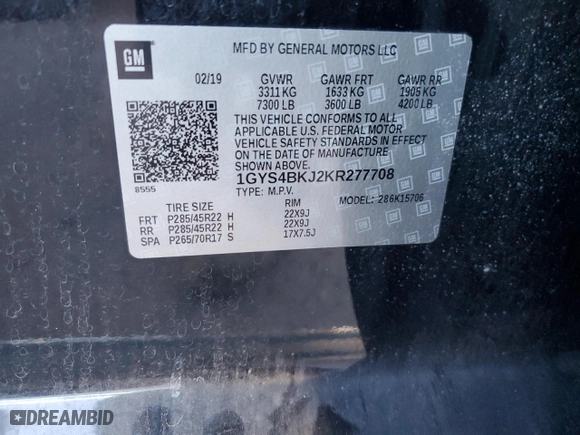 GM
MFD BY GENERAL MOTORS LLC
02/19 GVWR GAWR FRT GAWR RR
3311 KG 1633 KG 1905 KG
7300 LB 3600 LB 4200 LB
THIS VEHICLE CONFORMS TO ALL
APPLICABLE U.S. FEDERAL MOTOR
VEHICLE SAFETY STANDARDS IN EFFECT
ON THE DATE OF MANUFACTURE
SHOWN ABOVE.
8555
1GYS4BKJ2KR277708
TYPE: M.P.V. MODEL: 286K15706
TIRE SIZE RIM
FRT P285/45R22 H 22X9J
RR P285/45R22 H 22X9J
SPA P265/70R17 S 17X7.5J
DREAMBID